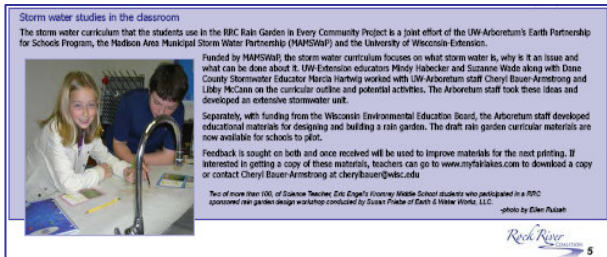 Storm water studies in the classroom
The storm water curriculum that the students use in the RRC Rain Garden in Every Community Project is a joint effort of the UW-Arboretum's Earth Partnership
for Schools Program, the Madison Area Municipal Storm Water Partnership (MAMSWaP) and the University of Wisconsin-Extension.
Funded by MAMSWaP, the storm water curriculum focuses on what storm water is, why is it an issue and
what can be done about it. UW-Extension educators Mindy Habecker and Suzanne Wade along with Dane
County Stormwater Educator Marcia Hartwig worked with UW-Arboretum staff Cheryl Bauer-Armstrong and
Libby McCann on the curricular outline and potential activities. The Arboretum staff took these ideas and
developed an extensive stormwater unit.
Separately, with funding from the Wisconsin Environmental Education Board, the Arboretum staff developed
educational materials for designing and building a rain garden. The draft rain garden curricular materials are
now available for schools to pilot.
Feedback is sought on both and once received will be used to improve materials for the next printing. If
interested in getting a copy of these materials, teachers can go to www.myfairlakes.com to download a copy
or contact Cheryl Bauer-Armstrong at cherylbauer@wisc.edu
Two of more than 100, of Science Teacher, Eric Engel's Kromrey Middle School students who participated in a RRC
sponsored rain garden design workshop conducted by Susan Priebe of Earth & Water Works, LLC.
-photo by Ellen
Rock River
COALITION
5